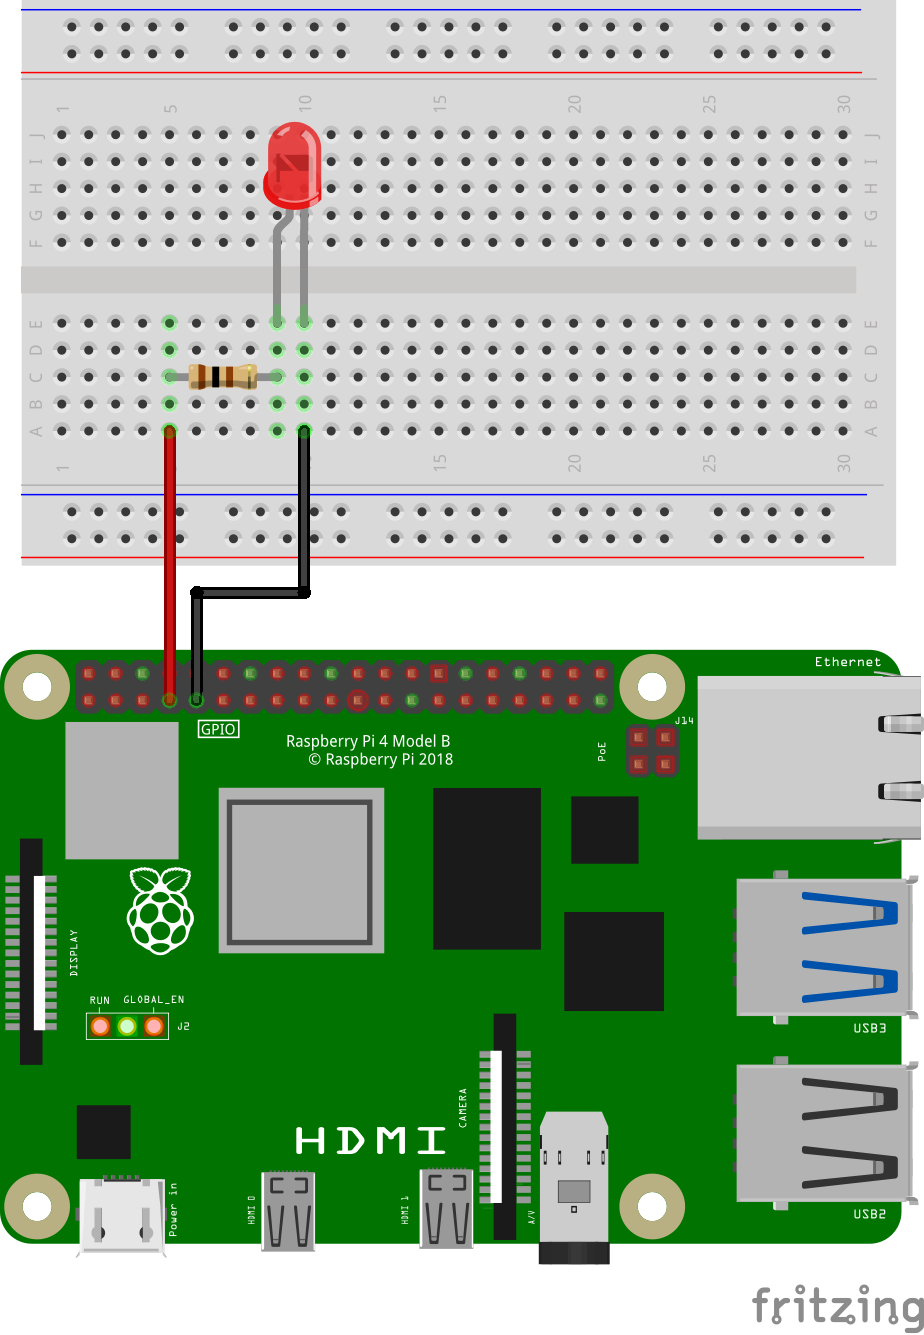 1 5 10 15 20 25 30
J J
I I
H H
G G
F F
E E
D D
C C
B B
A A
1 15 20 25 30
Ethernet
J14
GPIO
PoE
Raspberry Pi 4 Model B
© Raspberry Pi 2018
DISPLAY
RUN GLOBAL_EN
J2
USB3
CAMERA
HDMI
Power in
HDMI 0
HDMI 1
A/V
USB2
fritzing